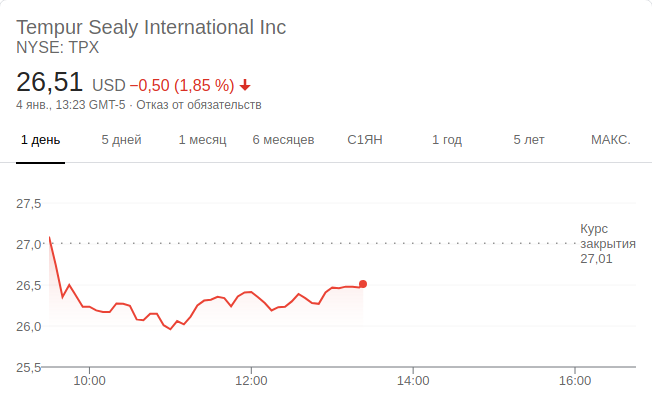 Tempur Sealy International Inc
NYSE: TPX
26,51 USD −0,50 (1,85 %)
4 янв., 13:23 GMT-5 · Отказ от обязательств
1 день 5 дней 1 месяц 6 месяцев С1ЯН 1 год 5 лет МАКС.
27,5
Курс
27,0 закрытия
27,01
26,5
26,0
25,5
10:00 12:00 14:00 16:00